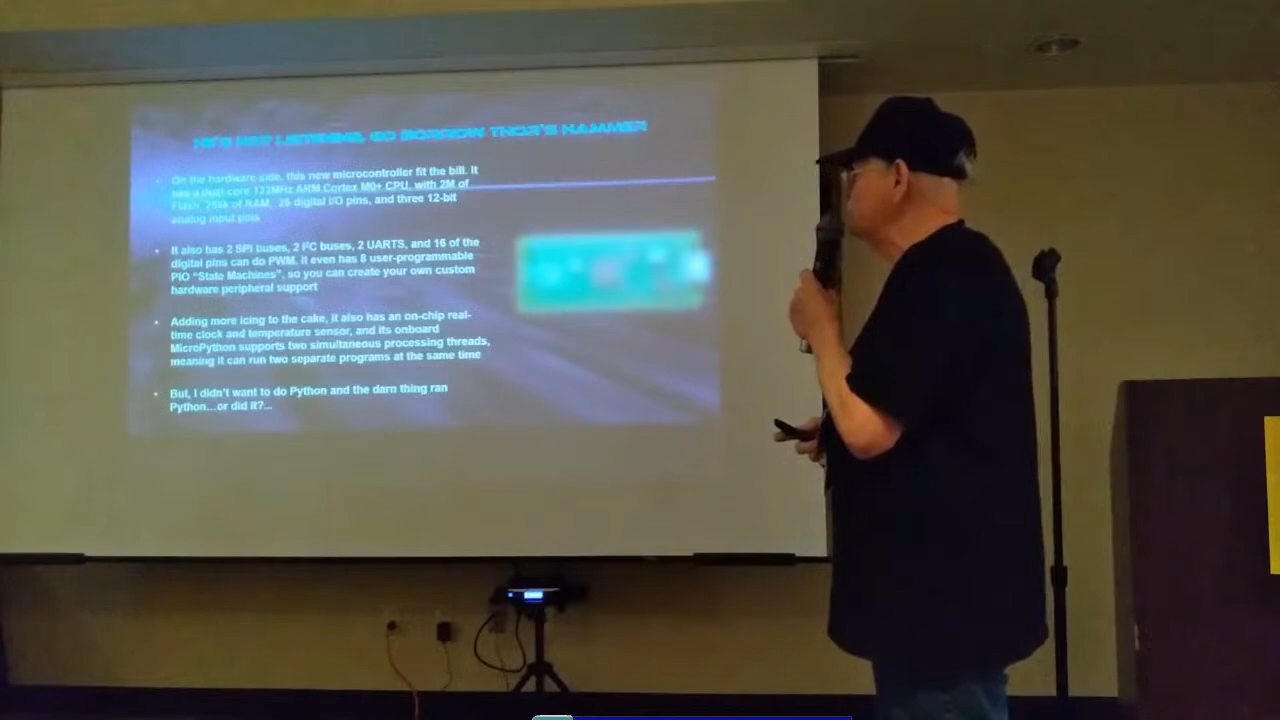 HE'S NOT LISTENING, GO BORROW THOR'S HAMMER
• On the hardware side, this new microcontroller fit the bill. It
has a dual-core 133MHz ARM Cortex M0+ CPU, with 2M of
Flash, 256k of RAM, 26 digital I/O pins, and three 12-bit
analog input pins
• It also has 2 SPI buses, 2 I²C buses, 2 UARTS, and 16 of the
digital pins can do PWM. It even has 8 user-programmable
PIO “State Machines”, so you can create your own custom
hardware peripheral support
• Adding more icing to the cake, it also has an on-chip real-
time clock and temperature sensor, and its onboard
MicroPython supports two simultaneous processing threads,
meaning it can run two separate programs at the same time
• But, I didn't want to do Python and the darn thing ran
Python...or did it?...